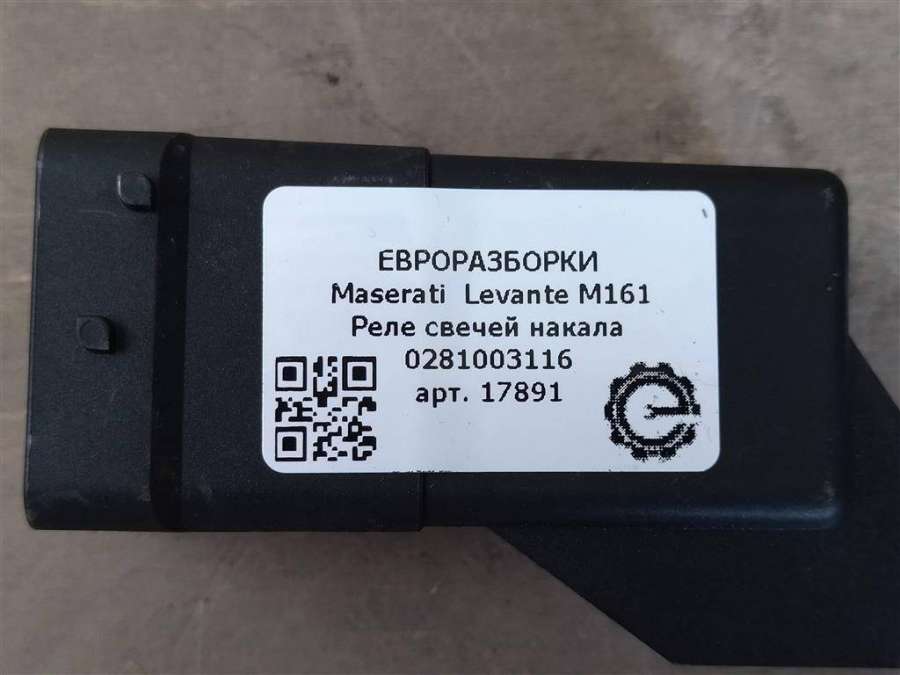 ЕВРОРАЗБОРКИ
Maserati Levante M161
Реле свечей накала
0281003116
арт. 17891